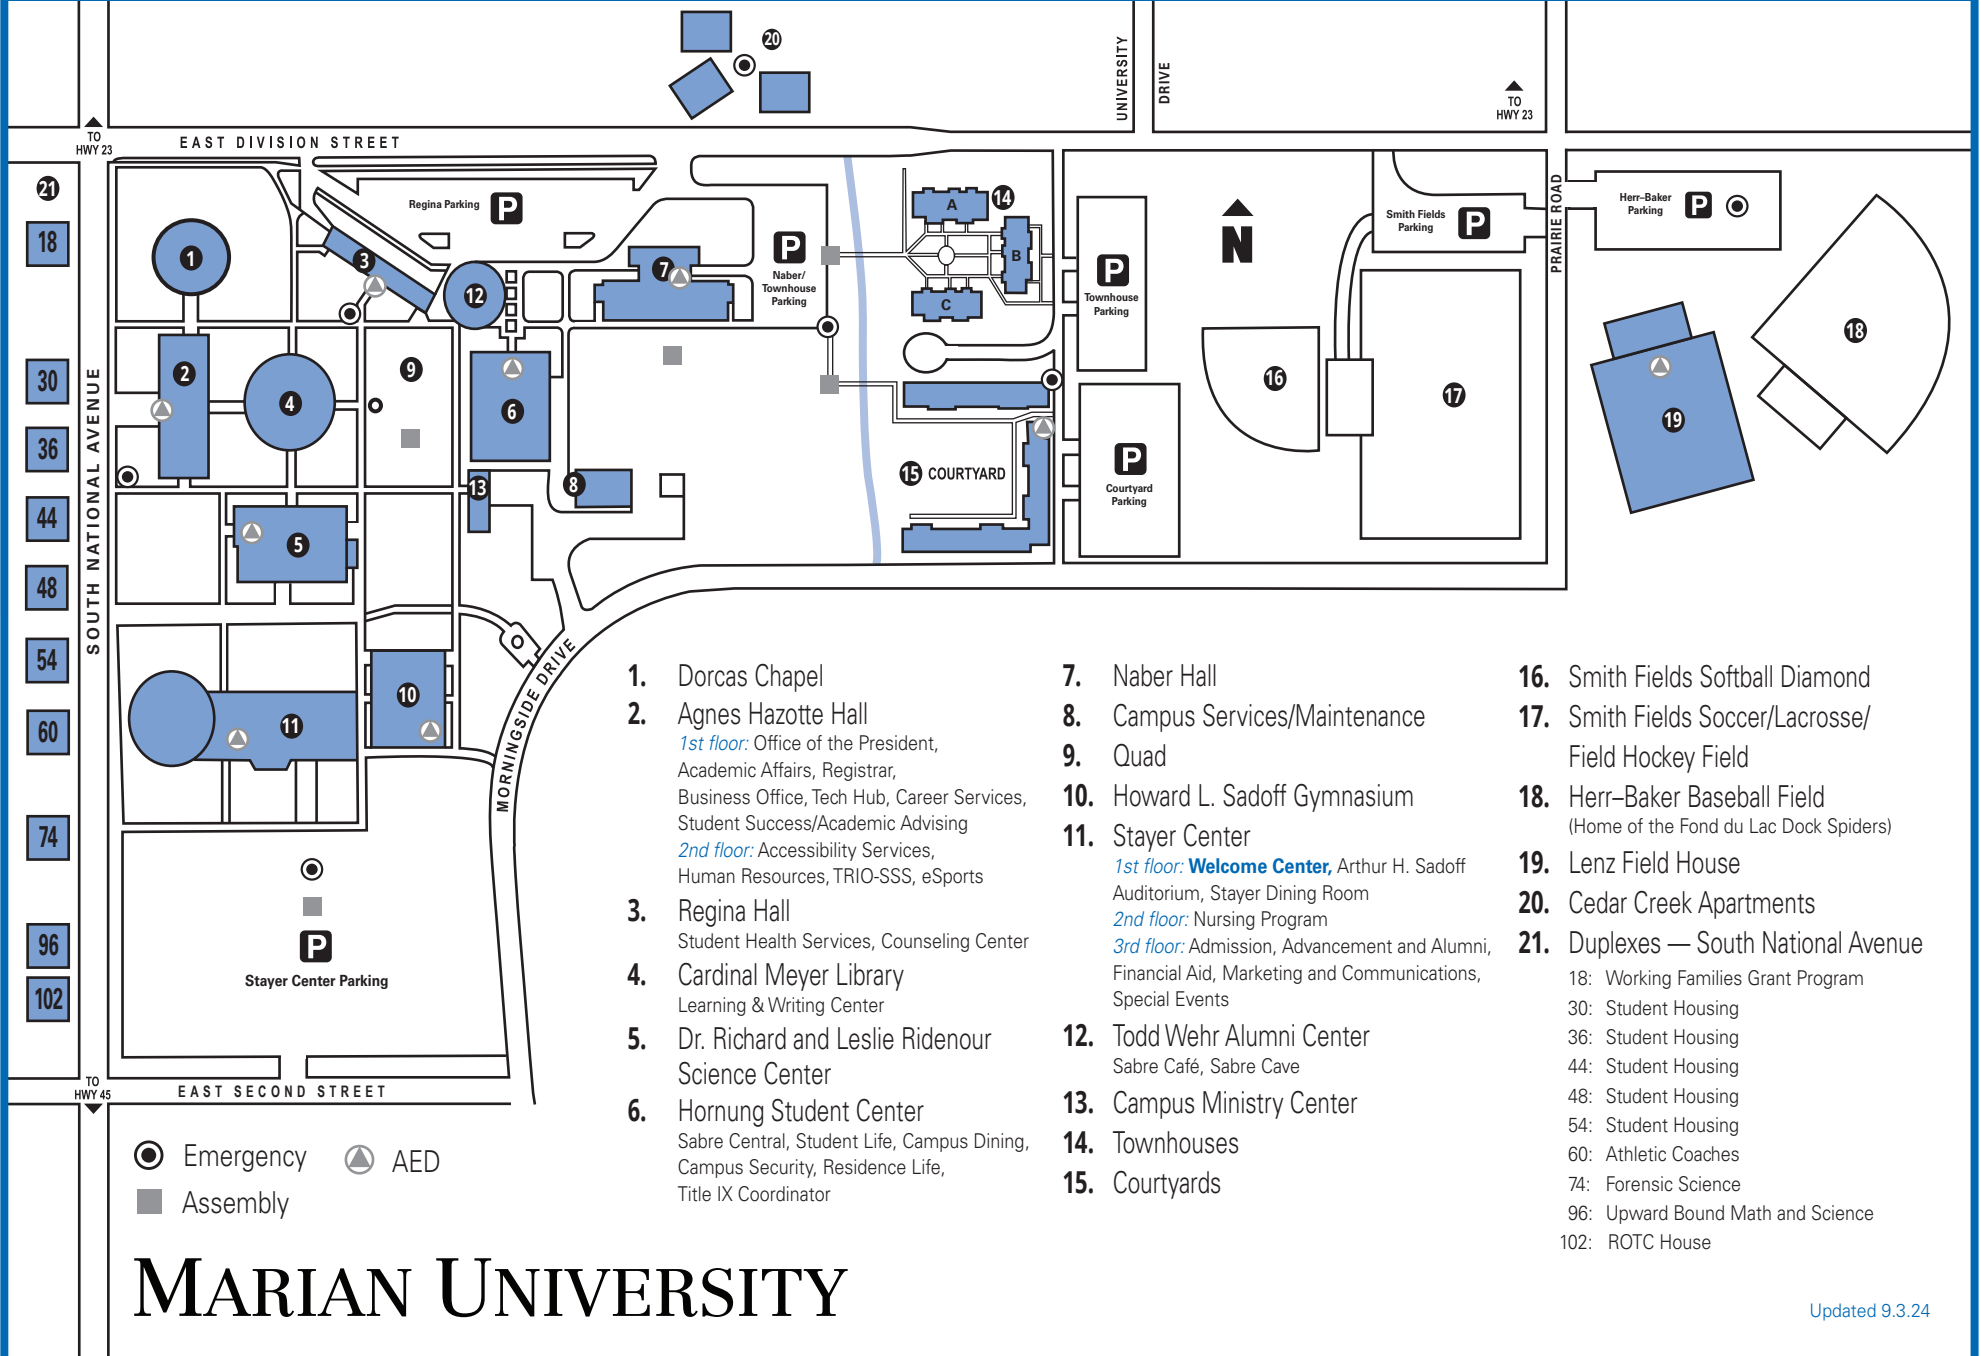 20
UNIVERSITY
DRIVE
TO
HWY 23
TO
HWY 23
EAST DIVISION STREET
21
18
30
36
44
48
54
60
74
96
102
SOUTH NATIONAL AVENUE
1
2
3
4
5
6
7
8
9
10
11
12
13
Regina Parking
P
P
Naber/
Townhouse
Parking
A
B
C
14
P
Townhouse
Parking
N
15 COURTYARD
P
Courtyard
Parking
16
17
Smith Fields
Parking
P
PRAIRIE ROAD
Herr–Baker
Parking
P
18
19
MORNINGSIDE DRIVE
P
Stayer Center Parking
TO
HWY 45
EAST SECOND STREET
Emergency
AED
Assembly
1. Dorcas Chapel
2. Agnes Hazotte Hall
1st floor: Office of the President,
Academic Affairs, Registrar,
Business Office, Tech Hub, Career Services,
Student Success/Academic Advising
2nd floor: Accessibility Services,
Human Resources, TRIO-SSS, eSports
3. Regina Hall
Student Health Services, Counseling Center
4. Cardinal Meyer Library
Learning & Writing Center
5. Dr. Richard and Leslie Ridenour
Science Center
6. Hornung Student Center
Sabre Central, Student Life, Campus Dining,
Campus Security, Residence Life,
Title IX Coordinator
7. Naber Hall
8. Campus Services/Maintenance
9. Quad
10. Howard L. Sadoff Gymnasium
11. Stayer Center
1st floor: Welcome Center, Arthur H. Sadoff
Auditorium, Stayer Dining Room
2nd floor: Nursing Program
3rd floor: Admission, Advancement and Alumni,
Financial Aid, Marketing and Communications,
Special Events
12. Todd Wehr Alumni Center
Sabre Café, Sabre Cave
13. Campus Ministry Center
14. Townhouses
15. Courtyards
16. Smith Fields Softball Diamond
17. Smith Fields Soccer/Lacrosse/
Field Hockey Field
18. Herr–Baker Baseball Field
(Home of the Fond du Lac Dock Spiders)
19. Lenz Field House
20. Cedar Creek Apartments
21. Duplexes — South National Avenue
18: Working Families Grant Program
30: Student Housing
36: Student Housing
44: Student Housing
48: Student Housing
54: Student Housing
60: Athletic Coaches
74: Forensic Science
96: Upward Bound Math and Science
102: ROTC House
MARIAN UNIVERSITY
Updated 9.3.24